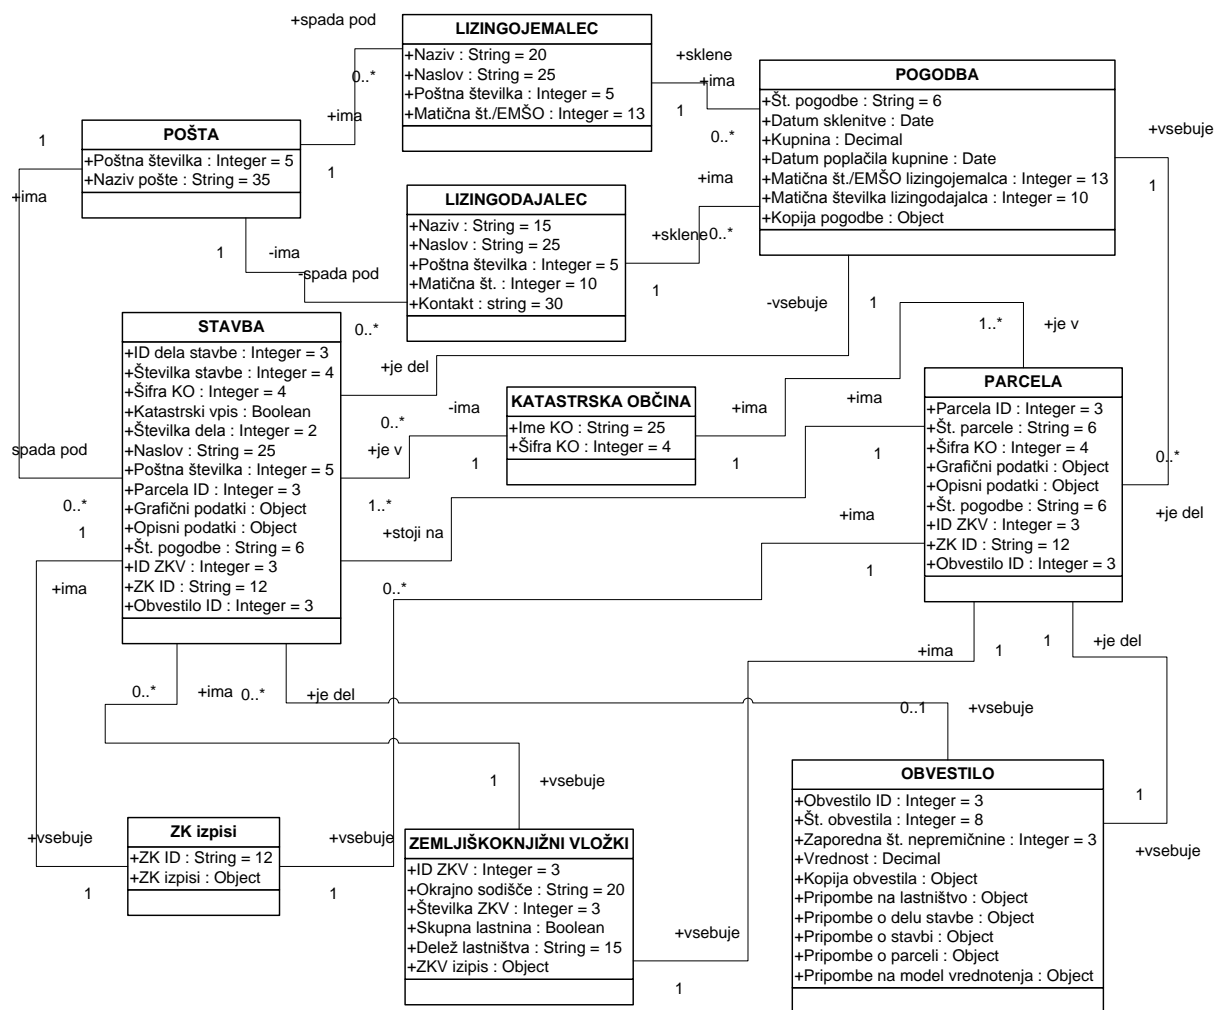 +spada pod
LIZINGOJEMALEC
+Naziv : String = 20
+Naslov : String = 25
+Poštna številka : Integer = 5
+Matična št./EMŠO : Integer = 13
0..*
+sklene
+ima
1
0..*
POGODBA
+Št. pogodbe : String = 6
+Datum sklenitve : Date
+Kupnina : Decimal
+Datum poplačila kupnine : Date
+Matična št./EMŠO lizingojemalca : Integer = 13
+Matična številka lizingodajalca : Integer = 10
+Kopija pogodbe : Object
+vsebuje
1
1
+ima
POŠTA
+Poštna številka : Integer = 5
+Naziv pošte : String = 35
+ima
1
LIZINGODAJALEC
+Naziv : String = 15
+Naslov : String = 25
+Poštna številka : Integer = 5
+Matična št. : Integer = 10
+Kontakt : string = 30
+ima
+sklene
0..*
1
1
-ima
-spada pod
0..*
-vsebuje
1
1..*
+je v
STAVBA
+ID dela stavbe : Integer = 3
+Številka stavbe : Integer = 4
+Šifra KO : Integer = 4
+Katastrski vpis : Boolean
+Številka dela : Integer = 2
+Naslov : String = 25
+Poštna številka : Integer = 5
+Parcela ID : Integer = 3
+Grafični podatki : Object
+Opisni podatki : Object
+Št. pogodbe : String = 6
+ID ZKV : Integer = 3
+ZK ID : String = 12
+Obvestilo ID : Integer = 3
+je del
0..*
+je v
-ima
1
KATASTRSKA OBČINA
+Ime KO : String = 25
+Šifra KO : Integer = 4
+ima
1
+ima
1
PARCELA
+Parcela ID : Integer = 3
+Št. parcele : String = 6
+Šifra KO : Integer = 4
+Grafični podatki : Object
+Opisni podatki : Object
+Št. pogodbe : String = 6
+ID ZKV : Integer = 3
+ZK ID : String = 12
+Obvestilo ID : Integer = 3
0..*
+je del
spada pod
0..*
1
+ima
1..*
+stoji na
0..*
+ima
1
+ima
1
1
+je del
0..*
+ima
0..*
+je del
0..1
+vsebuje
1
+vsebuje
+vsebuje
1
ZK izpisi
+ZK ID : String = 12
+ZK izpisi : Object
+vsebuje
1
ZEMLJIŠKOKNJIŽNI VLOŽKI
+ID ZKV : Integer = 3
+Okrajno sodišče : String = 20
+Številka ZKV : Integer = 3
+Skupna lastnina : Boolean
+Delež lastništva : String = 15
+ZKV izipis : Object
+vsebuje
1
OBVESTILO
+Obvestilo ID : Integer = 3
+Št. obvestila : Integer = 8
+Zaporedna št. nepremičnine : Integer = 3
+Vrednost : Decimal
+Kopija obvestila : Object
+Pripombe na lastništvo : Object
+Pripombe o delu stavbe : Object
+Pripombe o stavbi : Object
+Pripombe o parceli : Object
+Pripombe na model vrednotenja : Object
1
+vsebuje